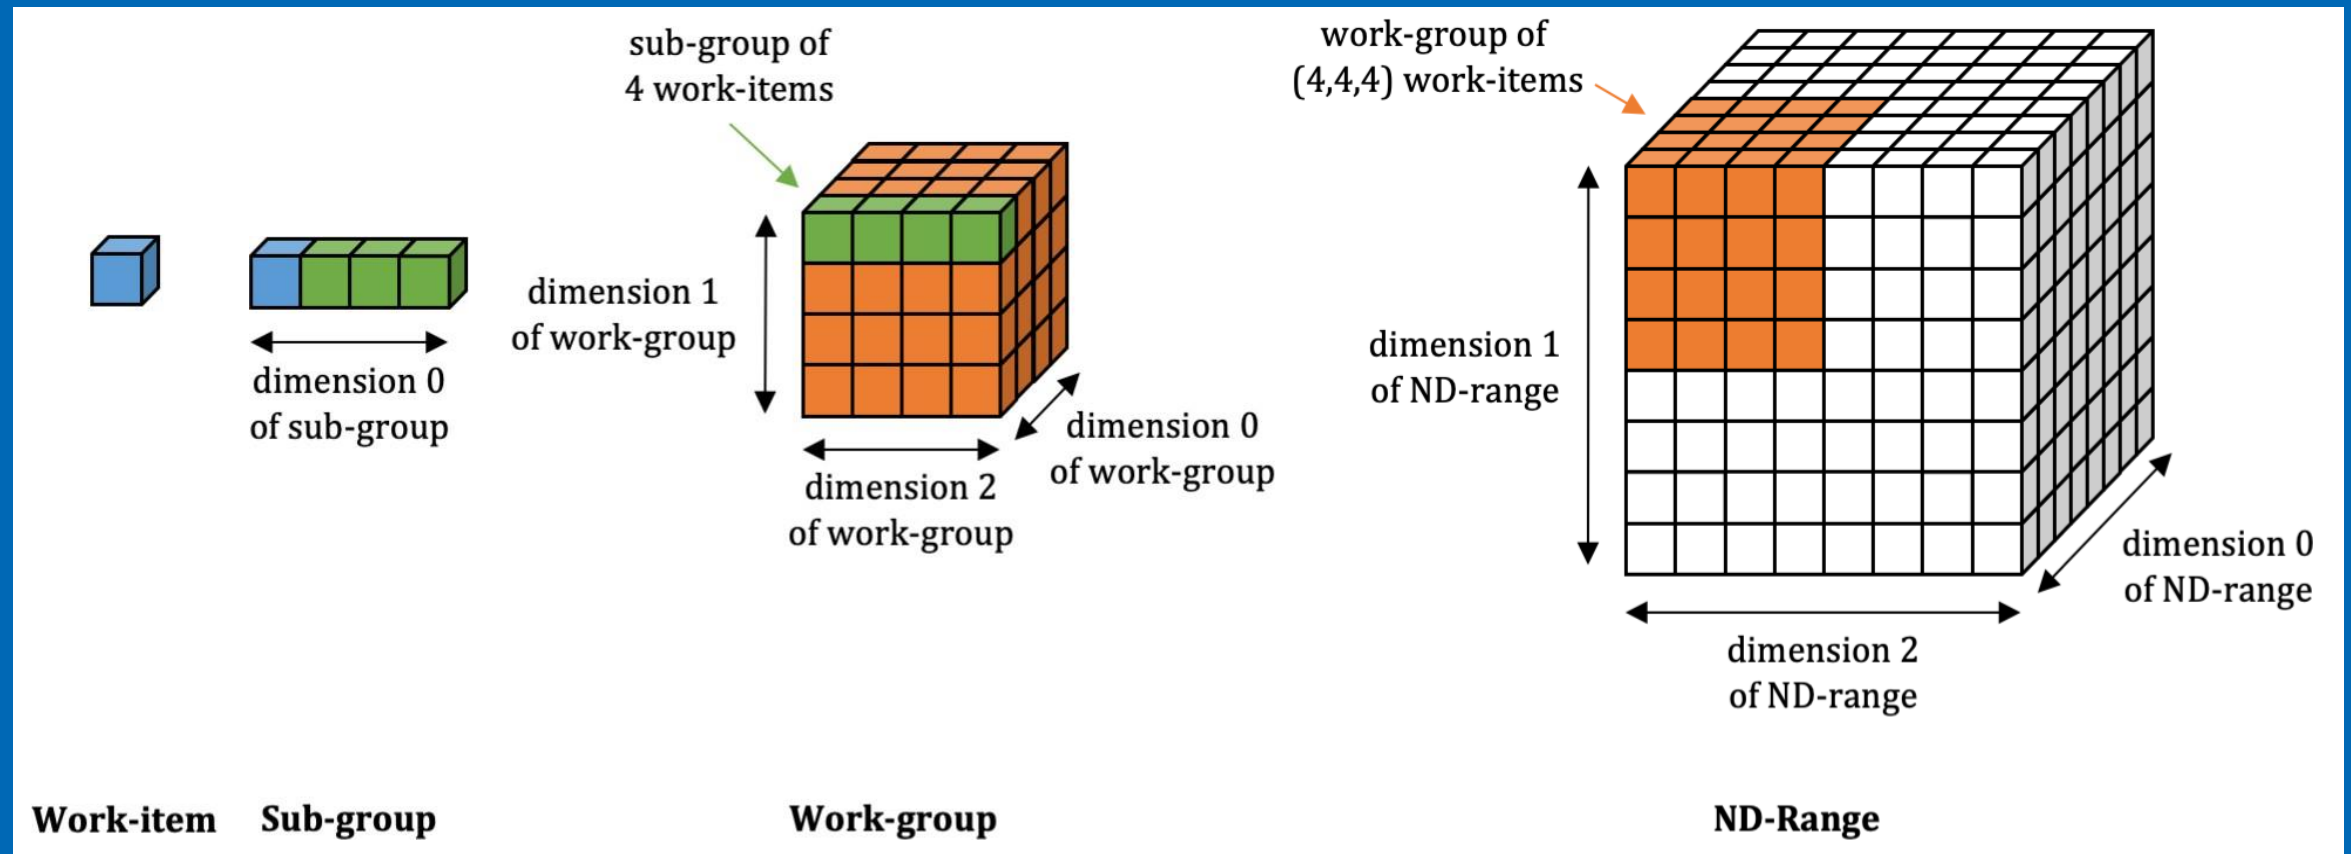 sub-group of
4 work-items
work-group of
(4,4,4) work-items
dimension 0
of sub-group
dimension 1
of work-group
dimension 2
of work-group
dimension 0
of work-group
dimension 1
of ND-range
dimension 2
of ND-range
dimension 0
of ND-range
Work-item
Sub-group
Work-group
ND-Range